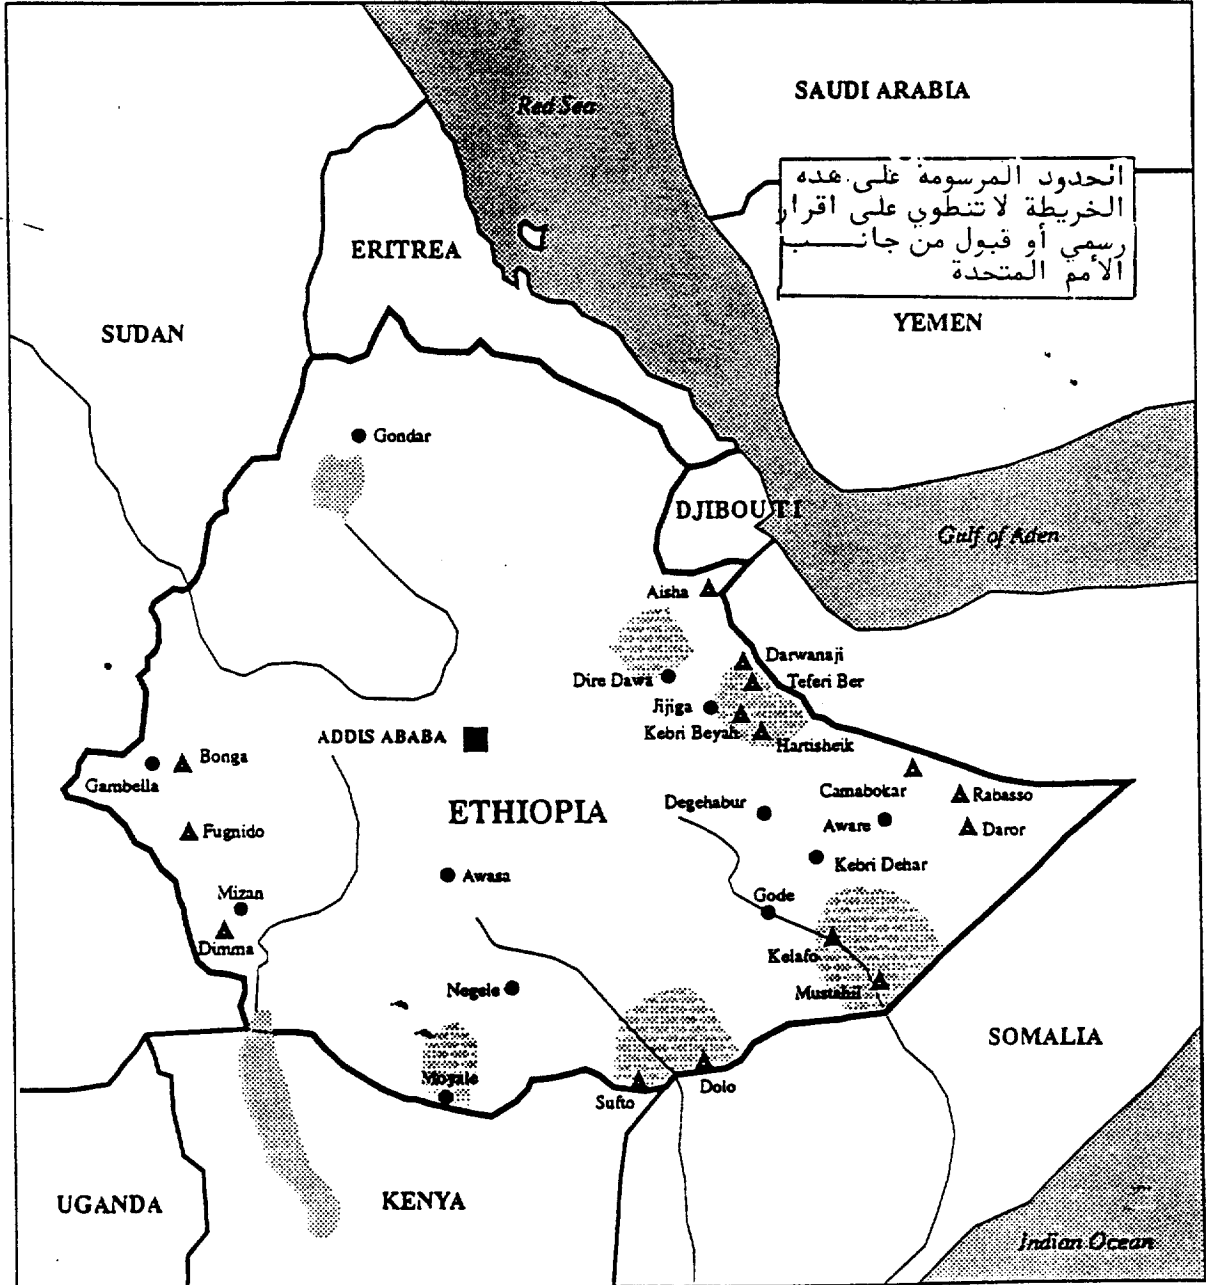 Red Sea
SAUDI ARABIA
الحدود المرسومة على هذه
الخريطة لا تنطوي على اقرار
رسمي أو قبول من جانب
الأمم المتحدة
ERITREA
SUDAN
YEMEN
Gondar
DJIBOUTI
Gulf of Aden
Aisha
Darwanaji
Dire Dawa
Teferi Ber
Jijiga
Kebri Beyah
Hartisheik
ADDIS ABABA
Bonga
Gambella
Camabokar
Rabasso
Degehabur
ETHIOPIA
Aware
Daror
Fugnido
Kebri Dehar
Awasa
Mizan
Gode
Dimma
Kelafo
Negele
Mustahil
SOMALIA
Moyale
Sufto
Dolo
UGANDA
KENYA
Indian Ocean